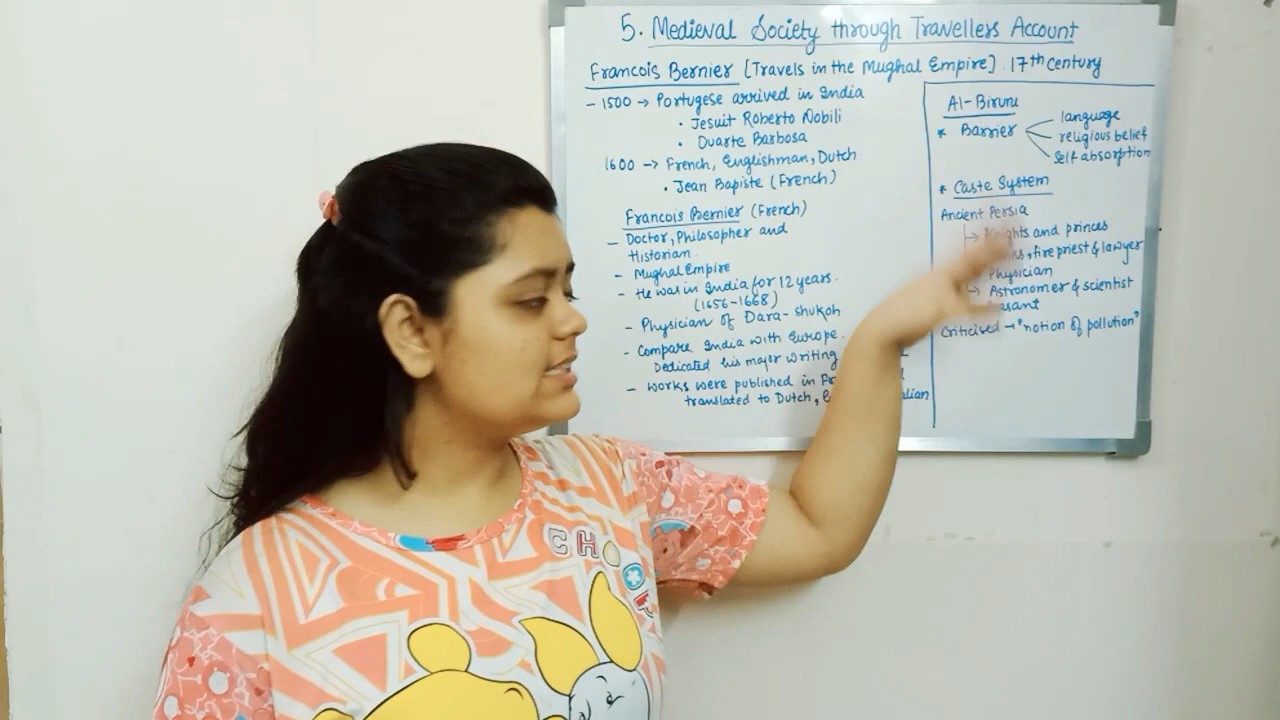 5. Medieval Society through Travellers Account
Francois Bernier [Travels in the Mughal Empire]. 17th century
- 1500 → Portugese arrived in India
• Jesuit Roberto Nobili
• Duarte Barbosa
1600 → French, Englishman, Dutch
• Jean Bapiste (French)
Francois Bernier (French)
- Doctor, Philosopher and
Historian.
- Mughal Empire
- He was in India for 12 years.
(1656-1668)
- Physician of Dara-Shukoh
- Compare India with Europe.
Dedicated his major writing
- Works were published in
translated to Dutch,
Al-Biruni
* Barrier
language
religious belief
Self absorption
* Caste System
Ancient Persia
→ Knights and princes
, fire priest & lawyer
Physician
→ Astronomer & scientist
Criticised → "notion of pollution"
CH